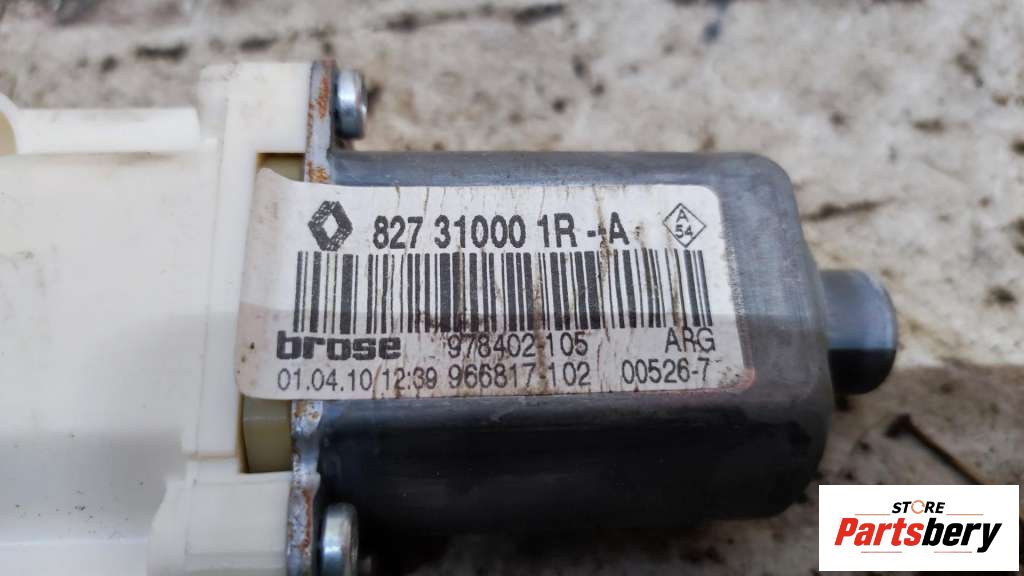 827 31000 1R - A
A
54
brose 978402 105 ARG
01.04.10 12:39 966817 102 00526-7
STORE
Partsbery